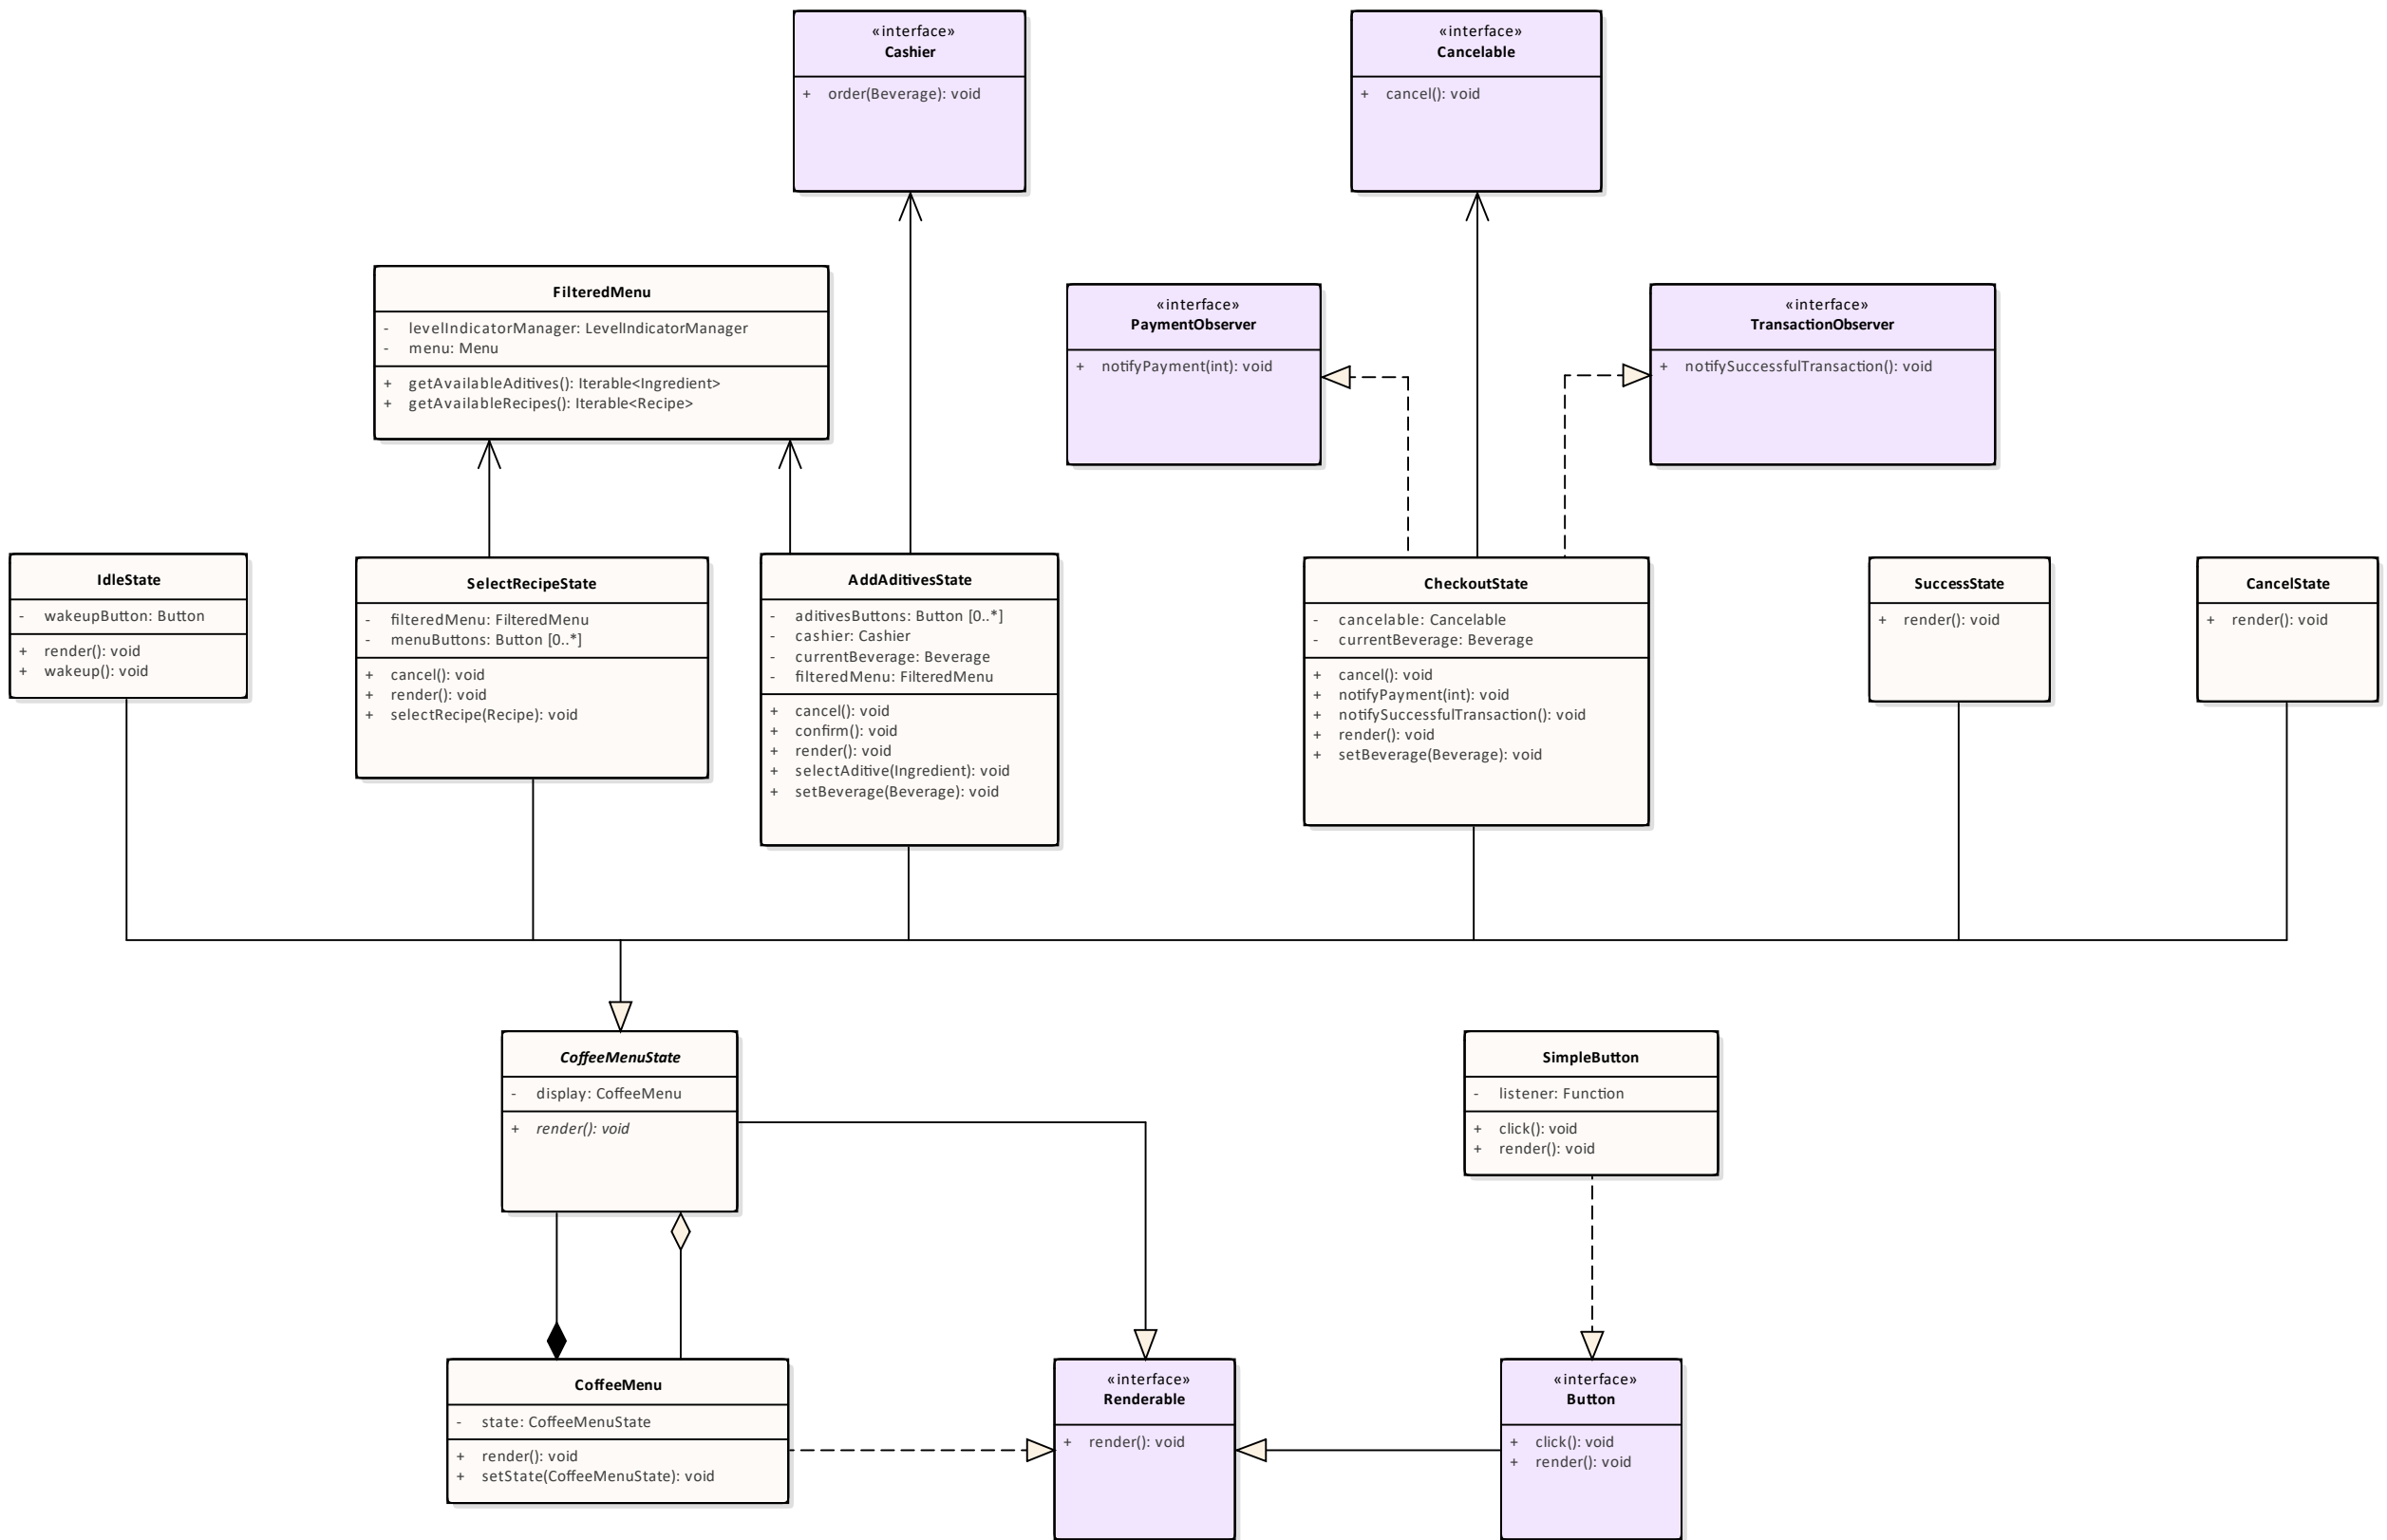 «interface»
Cashier
+ order(Beverage): void
«interface»
Cancelable
+ cancel(): void
FilteredMenu
- levelIndicatorManager: LevelIndicatorManager
- menu: Menu
+ getAvailableAditives(): Iterable<Ingredient>
+ getAvailableRecipes(): Iterable<Recipe>
«interface»
PaymentObserver
+ notifyPayment(int): void
«interface»
TransactionObserver
+ notifySuccessfulTransaction(): void
IdleState
- wakeupButton: Button
+ render(): void
+ wakeup(): void
SelectRecipeState
- filteredMenu: FilteredMenu
- menuButtons: Button [0..*]
+ cancel(): void
+ render(): void
+ selectRecipe(Recipe): void
AddAditivesState
- aditivesButtons: Button [0..*]
- cashier: Cashier
- currentBeverage: Beverage
- filteredMenu: FilteredMenu
+ cancel(): void
+ confirm(): void
+ render(): void
+ selectAditive(Ingredient): void
+ setBeverage(Beverage): void
CheckoutState
- cancelable: Cancelable
- currentBeverage: Beverage
+ cancel(): void
+ notifyPayment(int): void
+ notifySuccessfulTransaction(): void
+ render(): void
+ setBeverage(Beverage): void
SuccessState
+ render(): void
CancelState
+ render(): void
CoffeeMenuState
- display: CoffeeMenu
+ render(): void
SimpleButton
- listener: Function
+ click(): void
+ render(): void
CoffeeMenu
- state: CoffeeMenuState
+ render(): void
+ setState(CoffeeMenuState): void
«interface»
Renderable
+ render(): void
«interface»
Button
+ click(): void
+ render(): void